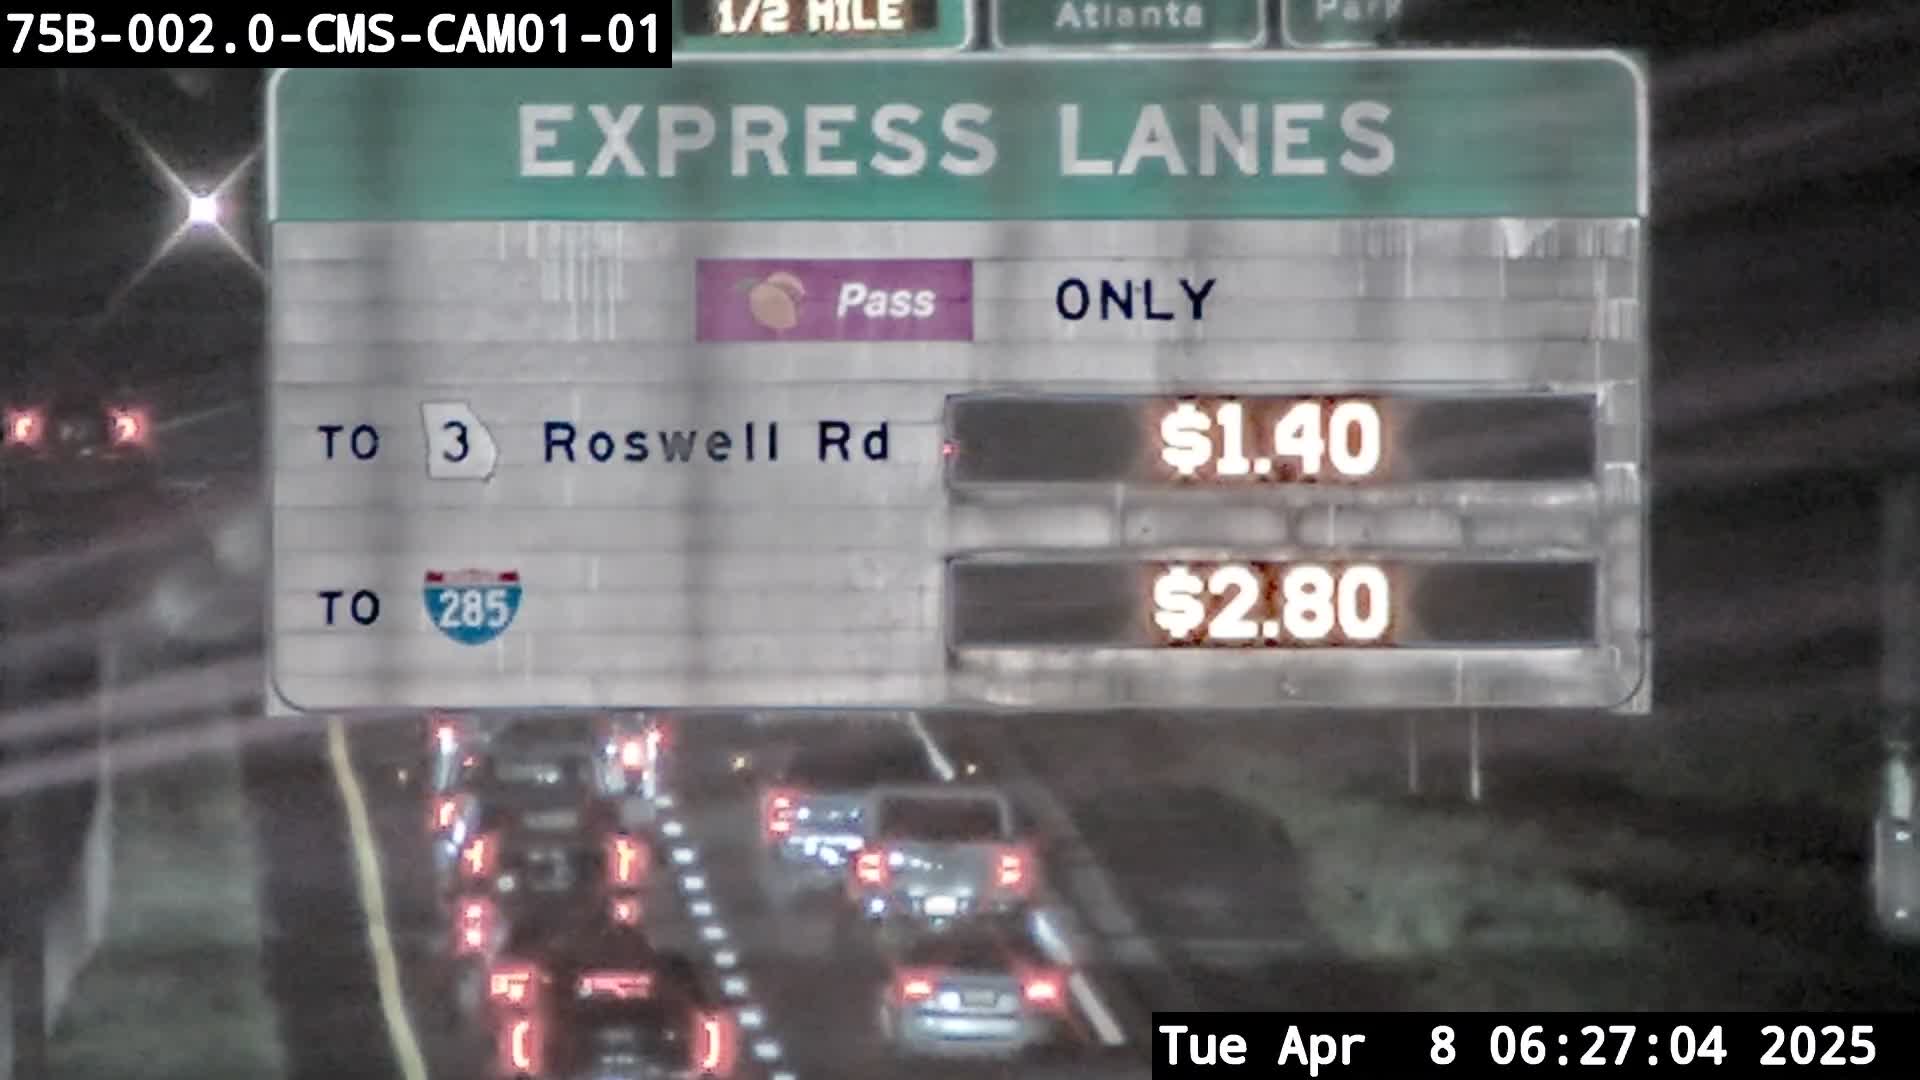 75B-002.0-CMS-CAM01-01
1/2 MILE
Atlanta
Park
EXPRESS LANES
Pass ONLY
TO 3 Roswell Rd $1.40
TO 285 $2.80
Tue Apr 8 06:27:04 2025